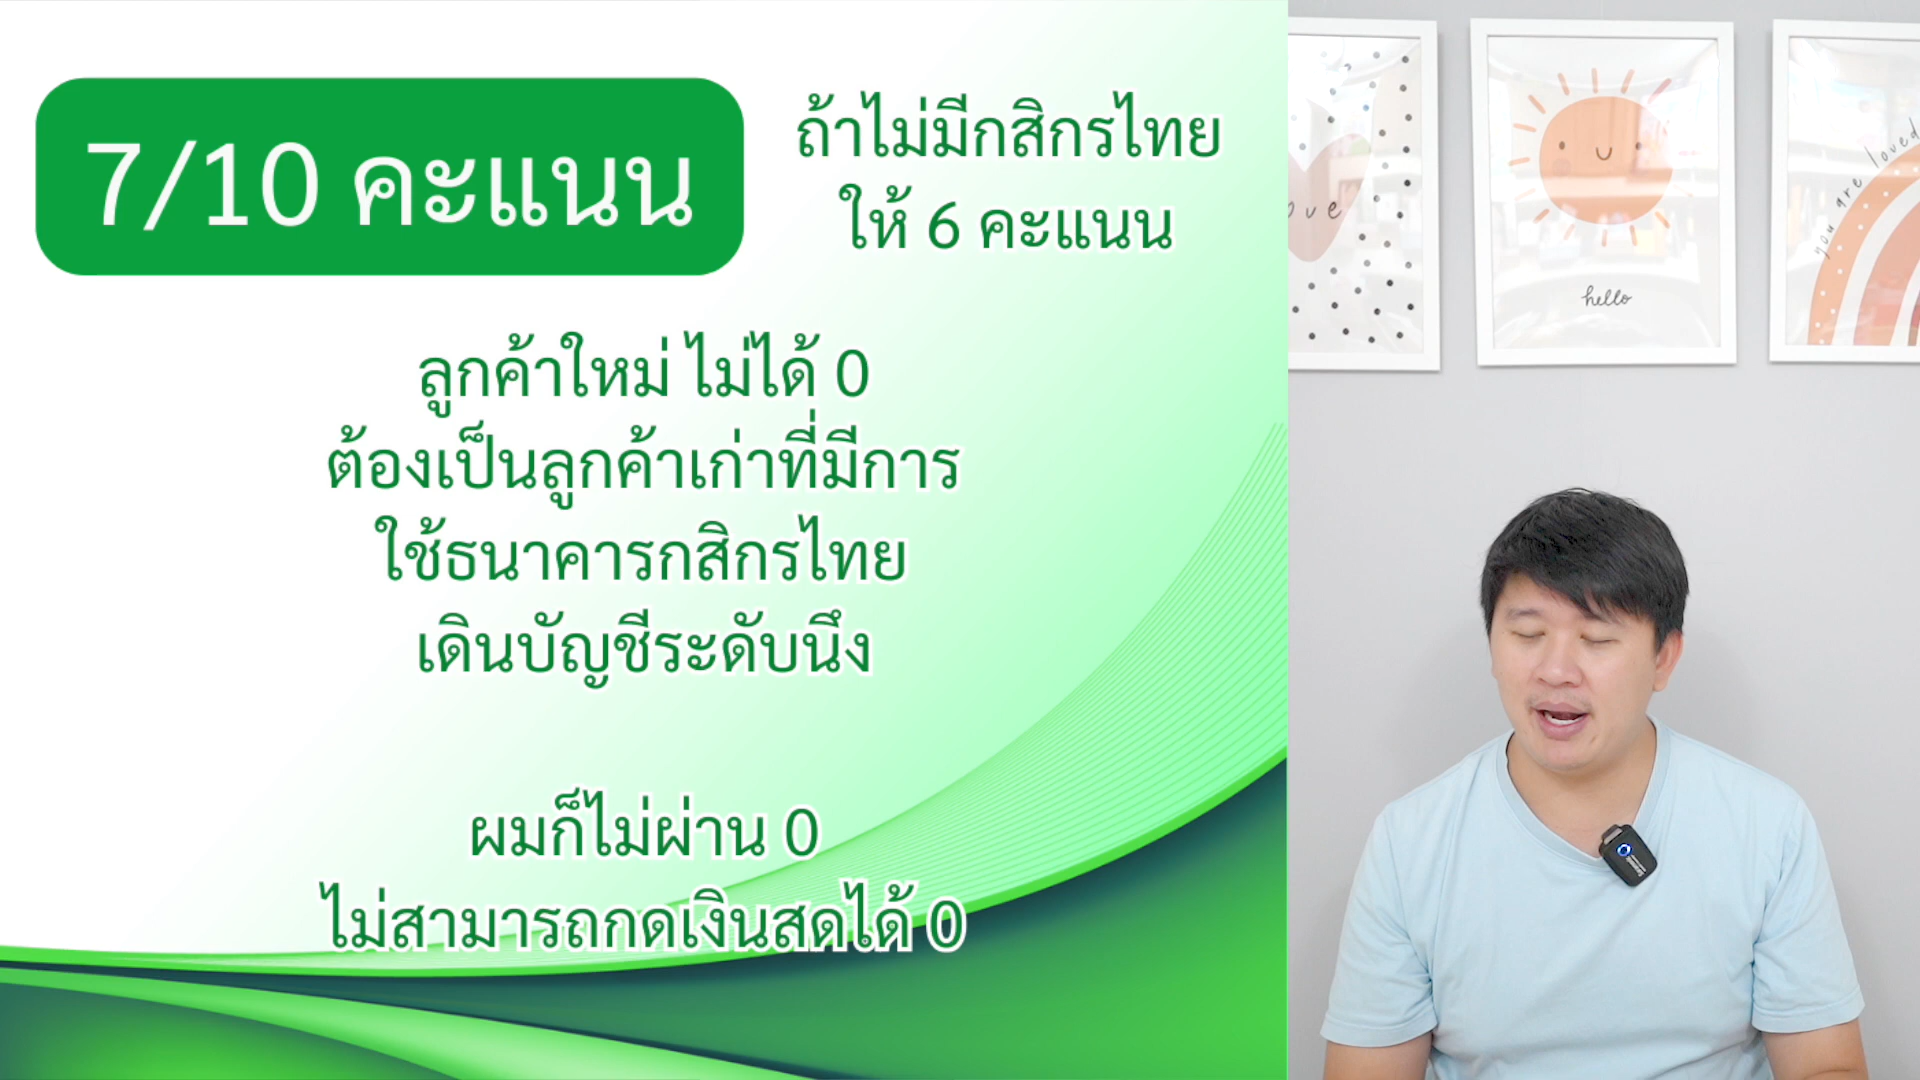 7/10 คะแนน
ถ้าไม่มีกสิกรไทย
ให้ 6 คะแนน
ลูกค้าใหม่ ไม่ได้ 0
ต้องเป็นลูกค้าเก่าที่มีการ
ใช้ธนาคารกสิกรไทย
เดินบัญชีระดับนึง
ผมก็ไม่ผ่าน 0
ไม่สามารถกดเงินสดได้ 0
hello
you are loved